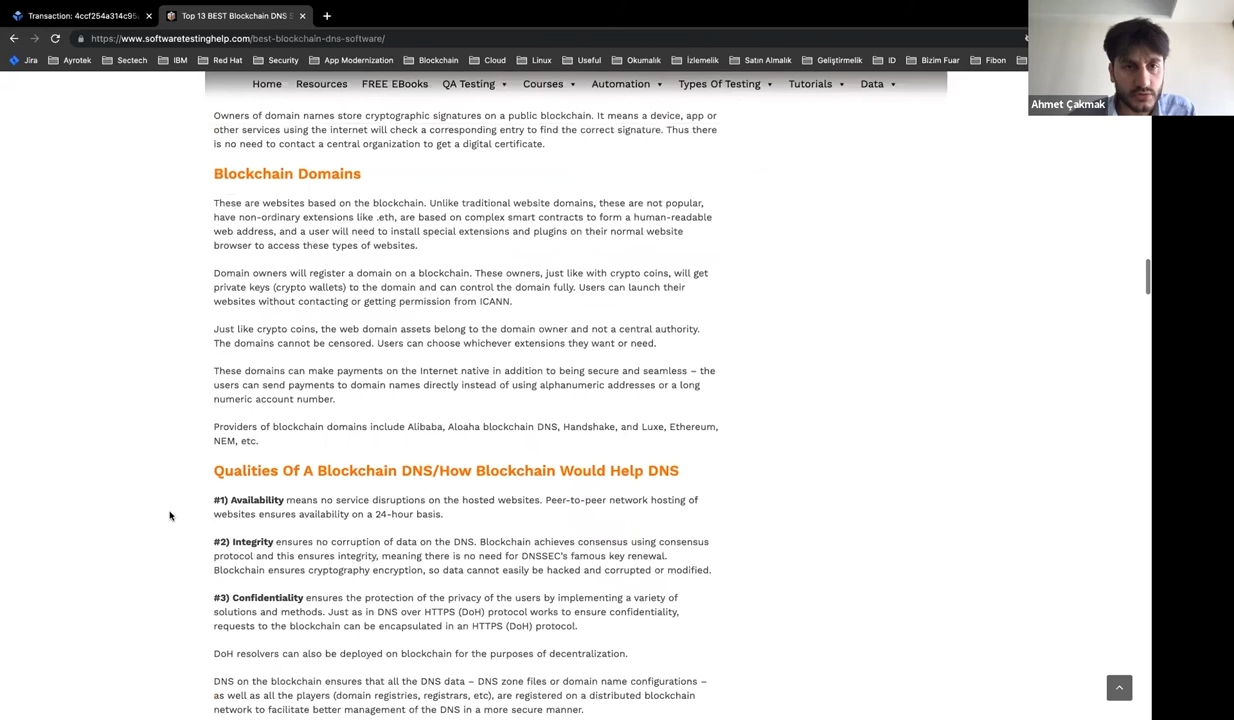 Transaction: 4ccf254a314c95
Top 13 BEST Blockchain DNS S
https://www.softwaretestinghelp.com/best-blockchain-dns-software/
Jira Ayrotek Sectech IBM Red Hat Security App Modernization Blockchain Cloud Linux Useful Okumalık İzlemelik Satın Almalık Geliştirmelik ID Bizim Fuar Fibon
Ahmet Çakmak
Home Resources FREE EBooks QA Testing Courses Automation Types Of Testing Tutorials Data
Owners of domain names store cryptographic signatures on a public blockchain. It means a device, app or
other services using the internet will check a corresponding entry to find the correct signature. Thus there
is no need to contact a central organization to get a digital certificate.
Blockchain Domains
These are websites based on the blockchain. Unlike traditional website domains, these are not popular,
have non-ordinary extensions like .eth, are based on complex smart contracts to form a human-readable
web address, and a user will need to install special extensions and plugins on their normal website
browser to access these types of websites.
Domain owners will register a domain on a blockchain. These owners, just like with crypto coins, will get
private keys (crypto wallets) to the domain and can control the domain fully. Users can launch their
websites without contacting or getting permission from ICANN.
Just like crypto coins, the web domain assets belong to the domain owner and not a central authority.
The domains cannot be censored. Users can choose whichever extensions they want or need.
These domains can make payments on the Internet native in addition to being secure and seamless – the
users can send payments to domain names directly instead of using alphanumeric addresses or a long
numeric account number.
Providers of blockchain domains include Alibaba, Aloaha blockchain DNS, Handshake, and Luxe, Ethereum,
NEM, etc.
Qualities Of A Blockchain DNS/How Blockchain Would Help DNS
#1) Availability means no service disruptions on the hosted websites. Peer-to-peer network hosting of
websites ensures availability on a 24-hour basis.
#2) Integrity ensures no corruption of data on the DNS. Blockchain achieves consensus using consensus
protocol and this ensures integrity, meaning there is no need for DNSSEC's famous key renewal.
Blockchain ensures cryptography encryption, so data cannot easily be hacked and corrupted or modified.
#3) Confidentiality ensures the protection of the privacy of the users by implementing a variety of
solutions and methods. Just as in DNS over HTTPS (DoH) protocol works to ensure confidentiality,
requests to the blockchain can be encapsulated in an HTTPS (DoH) protocol.
DoH resolvers can also be deployed on blockchain for the purposes of decentralization.
DNS on the blockchain ensures that all the DNS data – DNS zone files or domain name configurations –
as well as all the players (domain registries, registrars, etc), are registered on a distributed blockchain
network to facilitate better management of the DNS in a more secure manner.